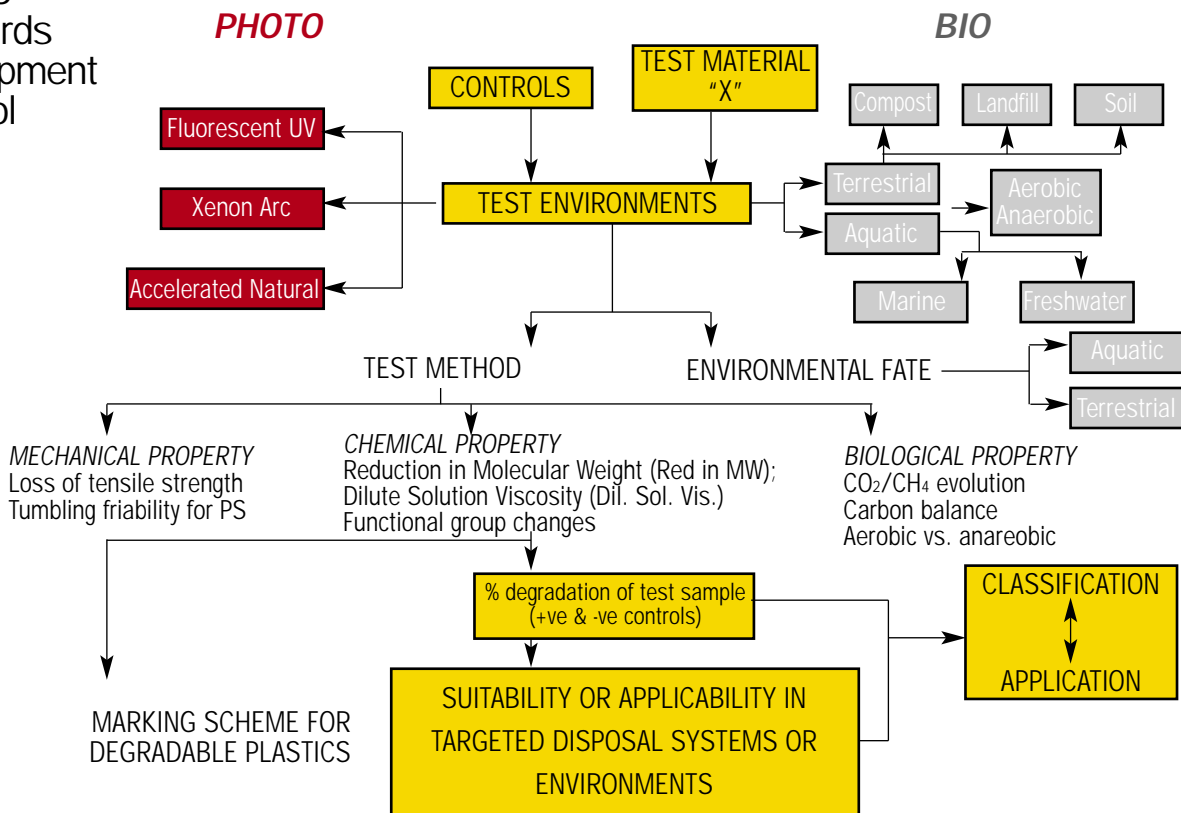 rds
pment
ol
PHOTO
BIO
CONTROLS
TEST MATERIAL
“X”
Fluorescent UV
Xenon Arc
Accelerated Natural
TEST ENVIRONMENTS
Compost
Landfill
Soil
Terrestrial
Aerobic
Anaerobic
Aquatic
Marine
Freshwater
TEST METHOD
ENVIRONMENTAL FATE
Aquatic
Terrestrial
MECHANICAL PROPERTY
Loss of tensile strength
Tumbling friability for PS
CHEMICAL PROPERTY
Reduction in Molecular Weight (Red in MW);
Dilute Solution Viscosity (Dil. Sol. Vis.)
Functional group changes
BIOLOGICAL PROPERTY
CO₂/CH₄ evolution
Carbon balance
Aerobic vs. anareobic
% degradation of test sample
(+ve & -ve controls)
CLASSIFICATION
APPLICATION
MARKING SCHEME FOR
DEGRADABLE PLASTICS
SUITABILITY OR APPLICABILITY IN
TARGETED DISPOSAL SYSTEMS OR
ENVIRONMENTS